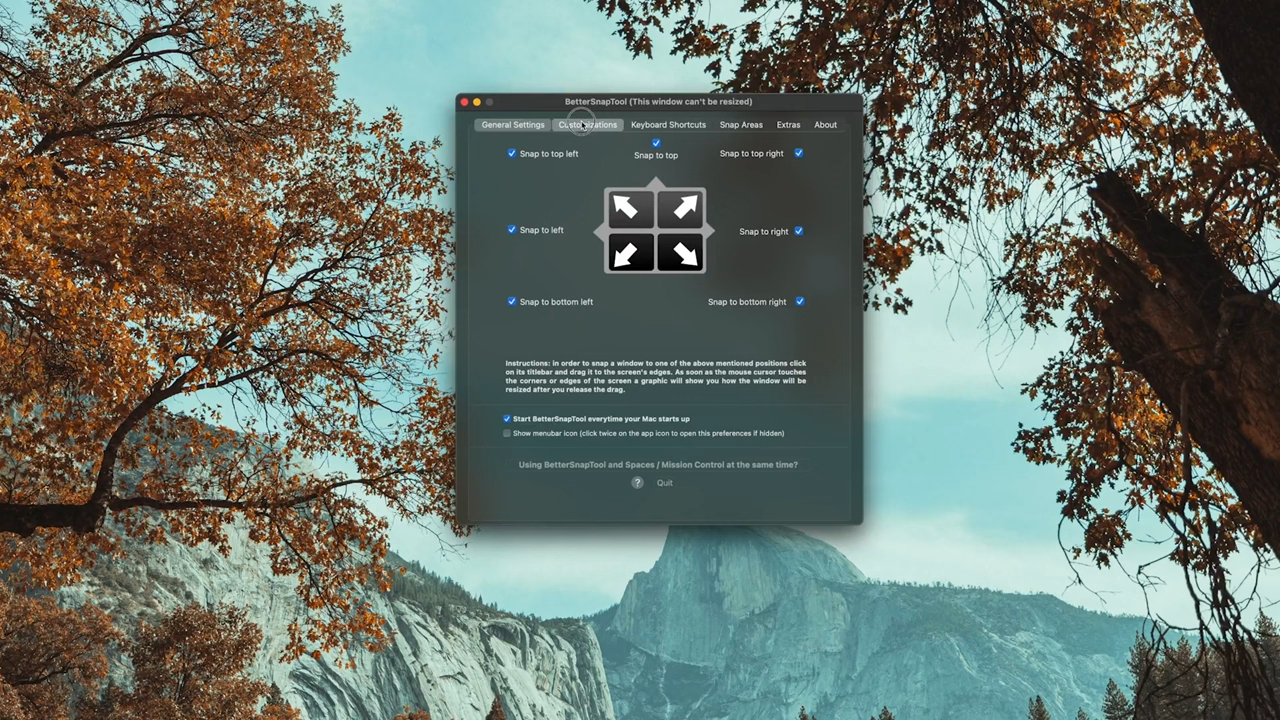 BetterSnapTool (This window can't be resized)
General Settings Customizations Keyboard Shortcuts Snap Areas Extras About
Snap to top left
Snap to top
Snap to top right
Snap to left
Snap to right
Snap to bottom left
Snap to bottom right
Instructions: in order to snap a window to one of the above mentioned positions click
on its titlebar and drag it to the screen's edges. As soon as the mouse cursor touches
the corners or edges of the screen a graphic will show you how the window will be
resized after you release the drag.
Start BetterSnapTool everytime your Mac starts up
Show menubar icon (click twice on the app icon to open this preferences if hidden)
Using BetterSnapTool and Spaces / Mission Control at the same time?
? Quit